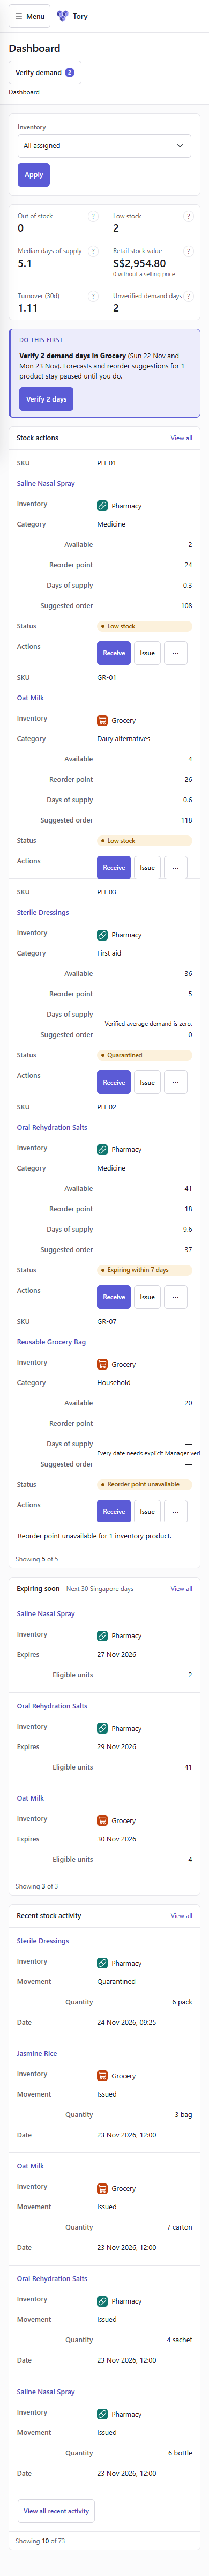 Menu Tory
Dashboard
Verify demand 2
Dashboard
Inventory
All assigned
Apply
Out of stock ?
0
Low stock ?
2
Median days of supply ?
5.1
Retail stock value ?
S$2,954.80
0 without a selling price
Turnover (30d) ?
1.11
Unverified demand days ?
2
DO THIS FIRST
Verify 2 demand days in Grocery (Sun 22 Nov and
Mon 23 Nov). Forecasts and reorder suggestions for 1
product stay paused until you do.
Verify 2 days
Stock actions View all
SKU PH-01
Saline Nasal Spray
Inventory Pharmacy
Category Medicine
Available 2
Reorder point 24
Days of supply 0.3
Suggested order 108
Status Low stock
Actions Receive Issue ...
SKU GR-01
Oat Milk
Inventory Grocery
Category Dairy alternatives
Available 4
Reorder point 26
Days of supply 0.6
Suggested order 118
Status Low stock
Actions Receive Issue ...
SKU PH-03
Sterile Dressings
Inventory Pharmacy
Category First aid
Available 36
Reorder point 5
Days of supply —
Verified average demand is zero.
Suggested order 0
Status Quarantined
Actions Receive Issue ...
SKU PH-02
Oral Rehydration Salts
Inventory Pharmacy
Category Medicine
Available 41
Reorder point 18
Days of supply 9.6
Suggested order 37
Status Expiring within 7 days
Actions Receive Issue ...
SKU GR-07
Reusable Grocery Bag
Inventory Grocery
Category Household
Available 20
Reorder point —
Days of supply —
Every date needs explicit Manager veri
Suggested order —
Status Reorder point unavailable
Actions Receive Issue ...
Reorder point unavailable for 1 inventory product.
Showing 5 of 5
Expiring soon Next 30 Singapore days View all
Saline Nasal Spray
Inventory Pharmacy
Expires 27 Nov 2026
Eligible units 2
Oral Rehydration Salts
Inventory Pharmacy
Expires 29 Nov 2026
Eligible units 41
Oat Milk
Inventory Grocery
Expires 30 Nov 2026
Eligible units 4
Showing 3 of 3
Recent stock activity View all
Sterile Dressings
Inventory Pharmacy
Movement Quarantined
Quantity 6 pack
Date 24 Nov 2026, 09:25
Jasmine Rice
Inventory Grocery
Movement Issued
Quantity 3 bag
Date 23 Nov 2026, 12:00
Oat Milk
Inventory Grocery
Movement Issued
Quantity 7 carton
Date 23 Nov 2026, 12:00
Oral Rehydration Salts
Inventory Pharmacy
Movement Issued
Quantity 4 sachet
Date 23 Nov 2026, 12:00
Saline Nasal Spray
Inventory Pharmacy
Movement Issued
Quantity 6 bottle
Date 23 Nov 2026, 12:00
View all recent activity
Showing 10 of 73